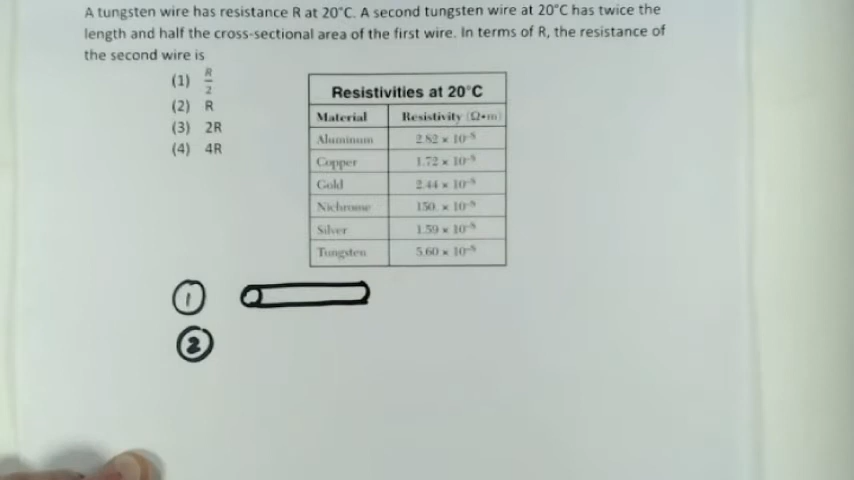 A tungsten wire has resistance R at 20°C. A second tungsten wire at 20°C has twice the
length and half the cross-sectional area of the first wire. In terms of R, the resistance of
the second wire is
(1) R/2
(2) R
(3) 2R
(4) 4R
Resistivities at 20°C
Material Resistivity (Ω•m)
Aluminum 2.82 × 10⁻⁸
Copper 1.72 × 10⁻⁸
Gold 2.44 × 10⁻⁸
Nichrome 150. × 10⁻⁸
Silver 1.59 × 10⁻⁸
Tungsten 5.60 × 10⁻⁸
1
2